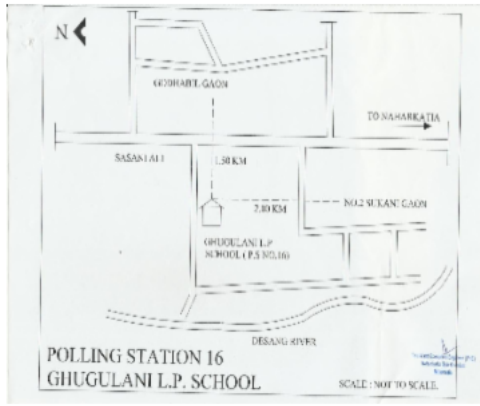 N
GODHABIL GAON
TO NAHARKATIA
SASANI ALI
1.50 KM
2.80 KM
NO.2 SUKANI GAON
GHUGULANI L.P
SCHOOL ( P.S NO.16)
DESANG RIVER
POLLING STATION 16
GHUGULANI L.P. SCHOOL
SCALE : NOT TO SCALE.